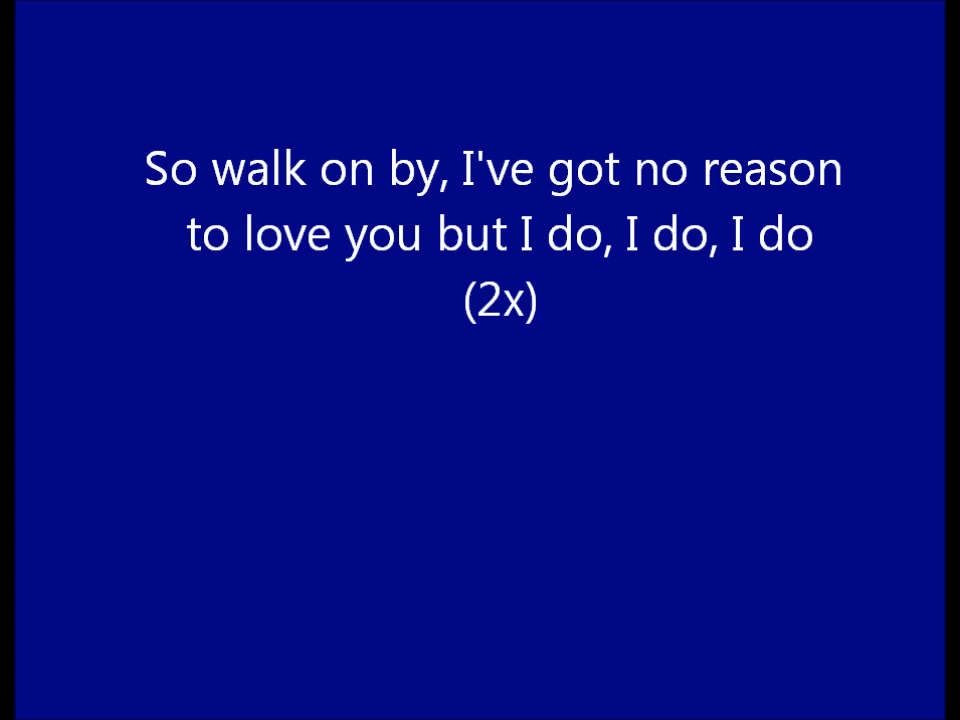 So walk on by, I've got no reason
to love you but I do, I do, I do
(2x)